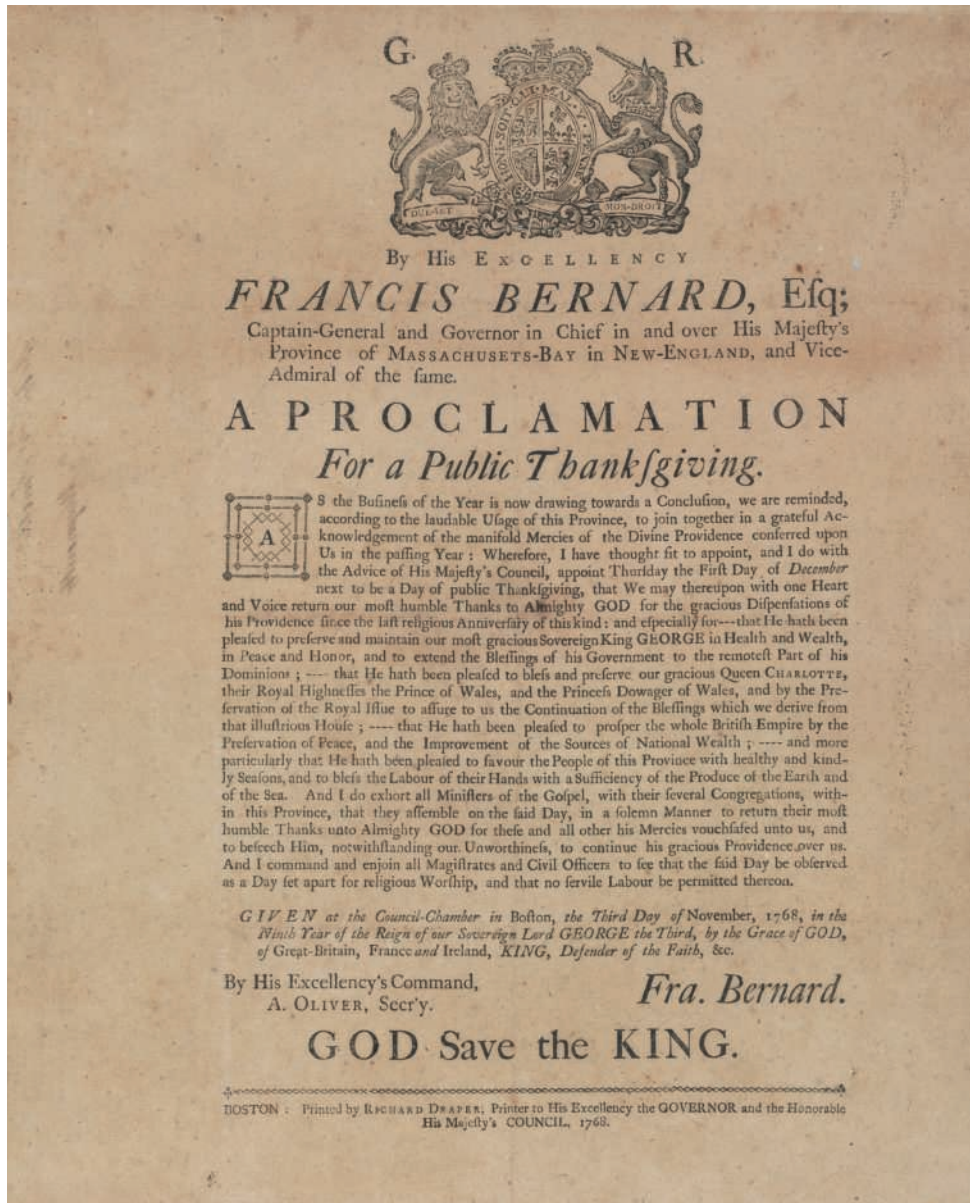 G. R.
HONI·SOIT·QUI·MAL·Y·PENSE
DIEU·ET MON·DROIT
By His EXCELLENCY
FRANCIS BERNARD, Eſq;
Captain-General and Governor in Chief in and over His Majeſty's
Province of MASSACHUSETS-BAY in NEW-ENGLAND, and Vice-
Admiral of the ſame.
A PROCLAMATION
For a Public Thankſgiving.
AS the Buſineſs of the Year is now drawing towards a Concluſion, we are reminded,
according to the laudable Uſage of this Province, to join together in a grateful Ac-
knowledgement of the manifold Mercies of the Divine Providence conferred upon
Us in the paſſing Year : Wherefore, I have thought fit to appoint, and I do with
the Advice of His Majeſty's Council, appoint Thurſday the Firſt Day of December
next to be a Day of public Thankſgiving, that We may thereupon with one Heart
and Voice return our moſt humble Thanks to Almighty GOD for the gracious Diſpenſations of
his Providence ſince the laſt religious Anniverſary of this kind : and eſpecially for---that He hath been
pleaſed to preſerve and maintain our moſt gracious Sovereign King GEORGE in Health and Wealth,
in Peace and Honor, and to extend the Bleſſings of his Government to the remoteſt Part of his
Dominions ; ---- that He hath been pleaſed to bleſs and preſerve our gracious Queen CHARLOTTE,
their Royal Highneſſes the Prince of Wales, and the Princeſs Dowager of Wales, and by the Pre-
ſervation of the Royal Iſſue to aſſure to us the Continuation of the Bleſſings which we derive from
that illuſtrious Houſe ; ---- that He hath been pleaſed to proſper the whole Britiſh Empire by the
Preſervation of Peace, and the Improvement of the Sources of National Wealth ; ---- and more
particularly that He hath been pleaſed to favour the People of this Province with healthy and kind-
ly Seaſons, and to bleſs the Labour of their Hands with a Sufficiency of the Produce of the Earth and
of the Sea. And I do exhort all Miniſters of the Goſpel, with their ſeveral Congregations, with-
in this Province, that they aſſemble on the ſaid Day, in a ſolemn Manner to return their moſt
humble Thanks unto Almighty GOD for theſe and all other his Mercies vouchſafed unto us, and
to beſeech Him, notwithſtanding our Unworthineſs, to continue his gracious Providence over us.
And I command and enjoin all Magiſtrates and Civil Officers to ſee that the ſaid Day be obſerved
as a Day ſet apart for religious Worſhip, and that no ſervile Labour be permitted thereon.
GIVEN at the Council-Chamber in Boſton, the Third Day of November, 1768, in the
Ninth Year of the Reign of our Sovereign Lord GEORGE the Third, by the Grace of GOD,
of Great-Britain, France and Ireland, KING, Defender of the Faith, &c.
By His Excellency's Command,
A. OLIVER, Secr'y.
Fra. Bernard.
GOD Save the KING.
BOSTON : Printed by RICHARD DRAPER, Printer to His Excellency the GOVERNOR and the Honorable
His Majeſty's COUNCIL, 1768.